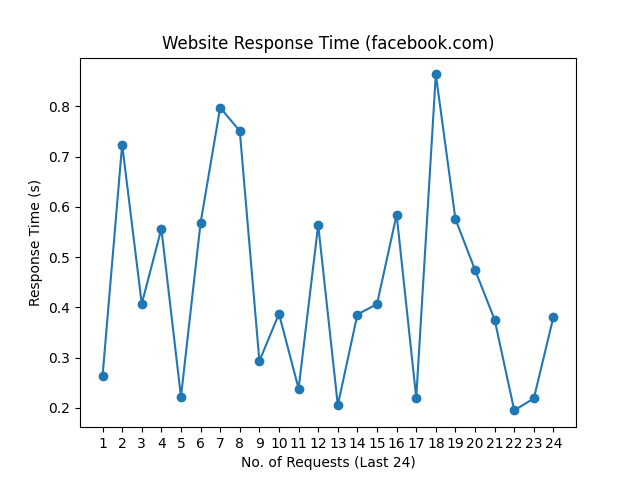 Website Response Time (facebook.com)
Response Time (s)
0.8
0.7
0.6
0.5
0.4
0.3
0.2
1 2 3 4 5 6 7 8 9 10 11 12 13 14 15 16 17 18 19 20 21 22 23 24
No. of Requests (Last 24)